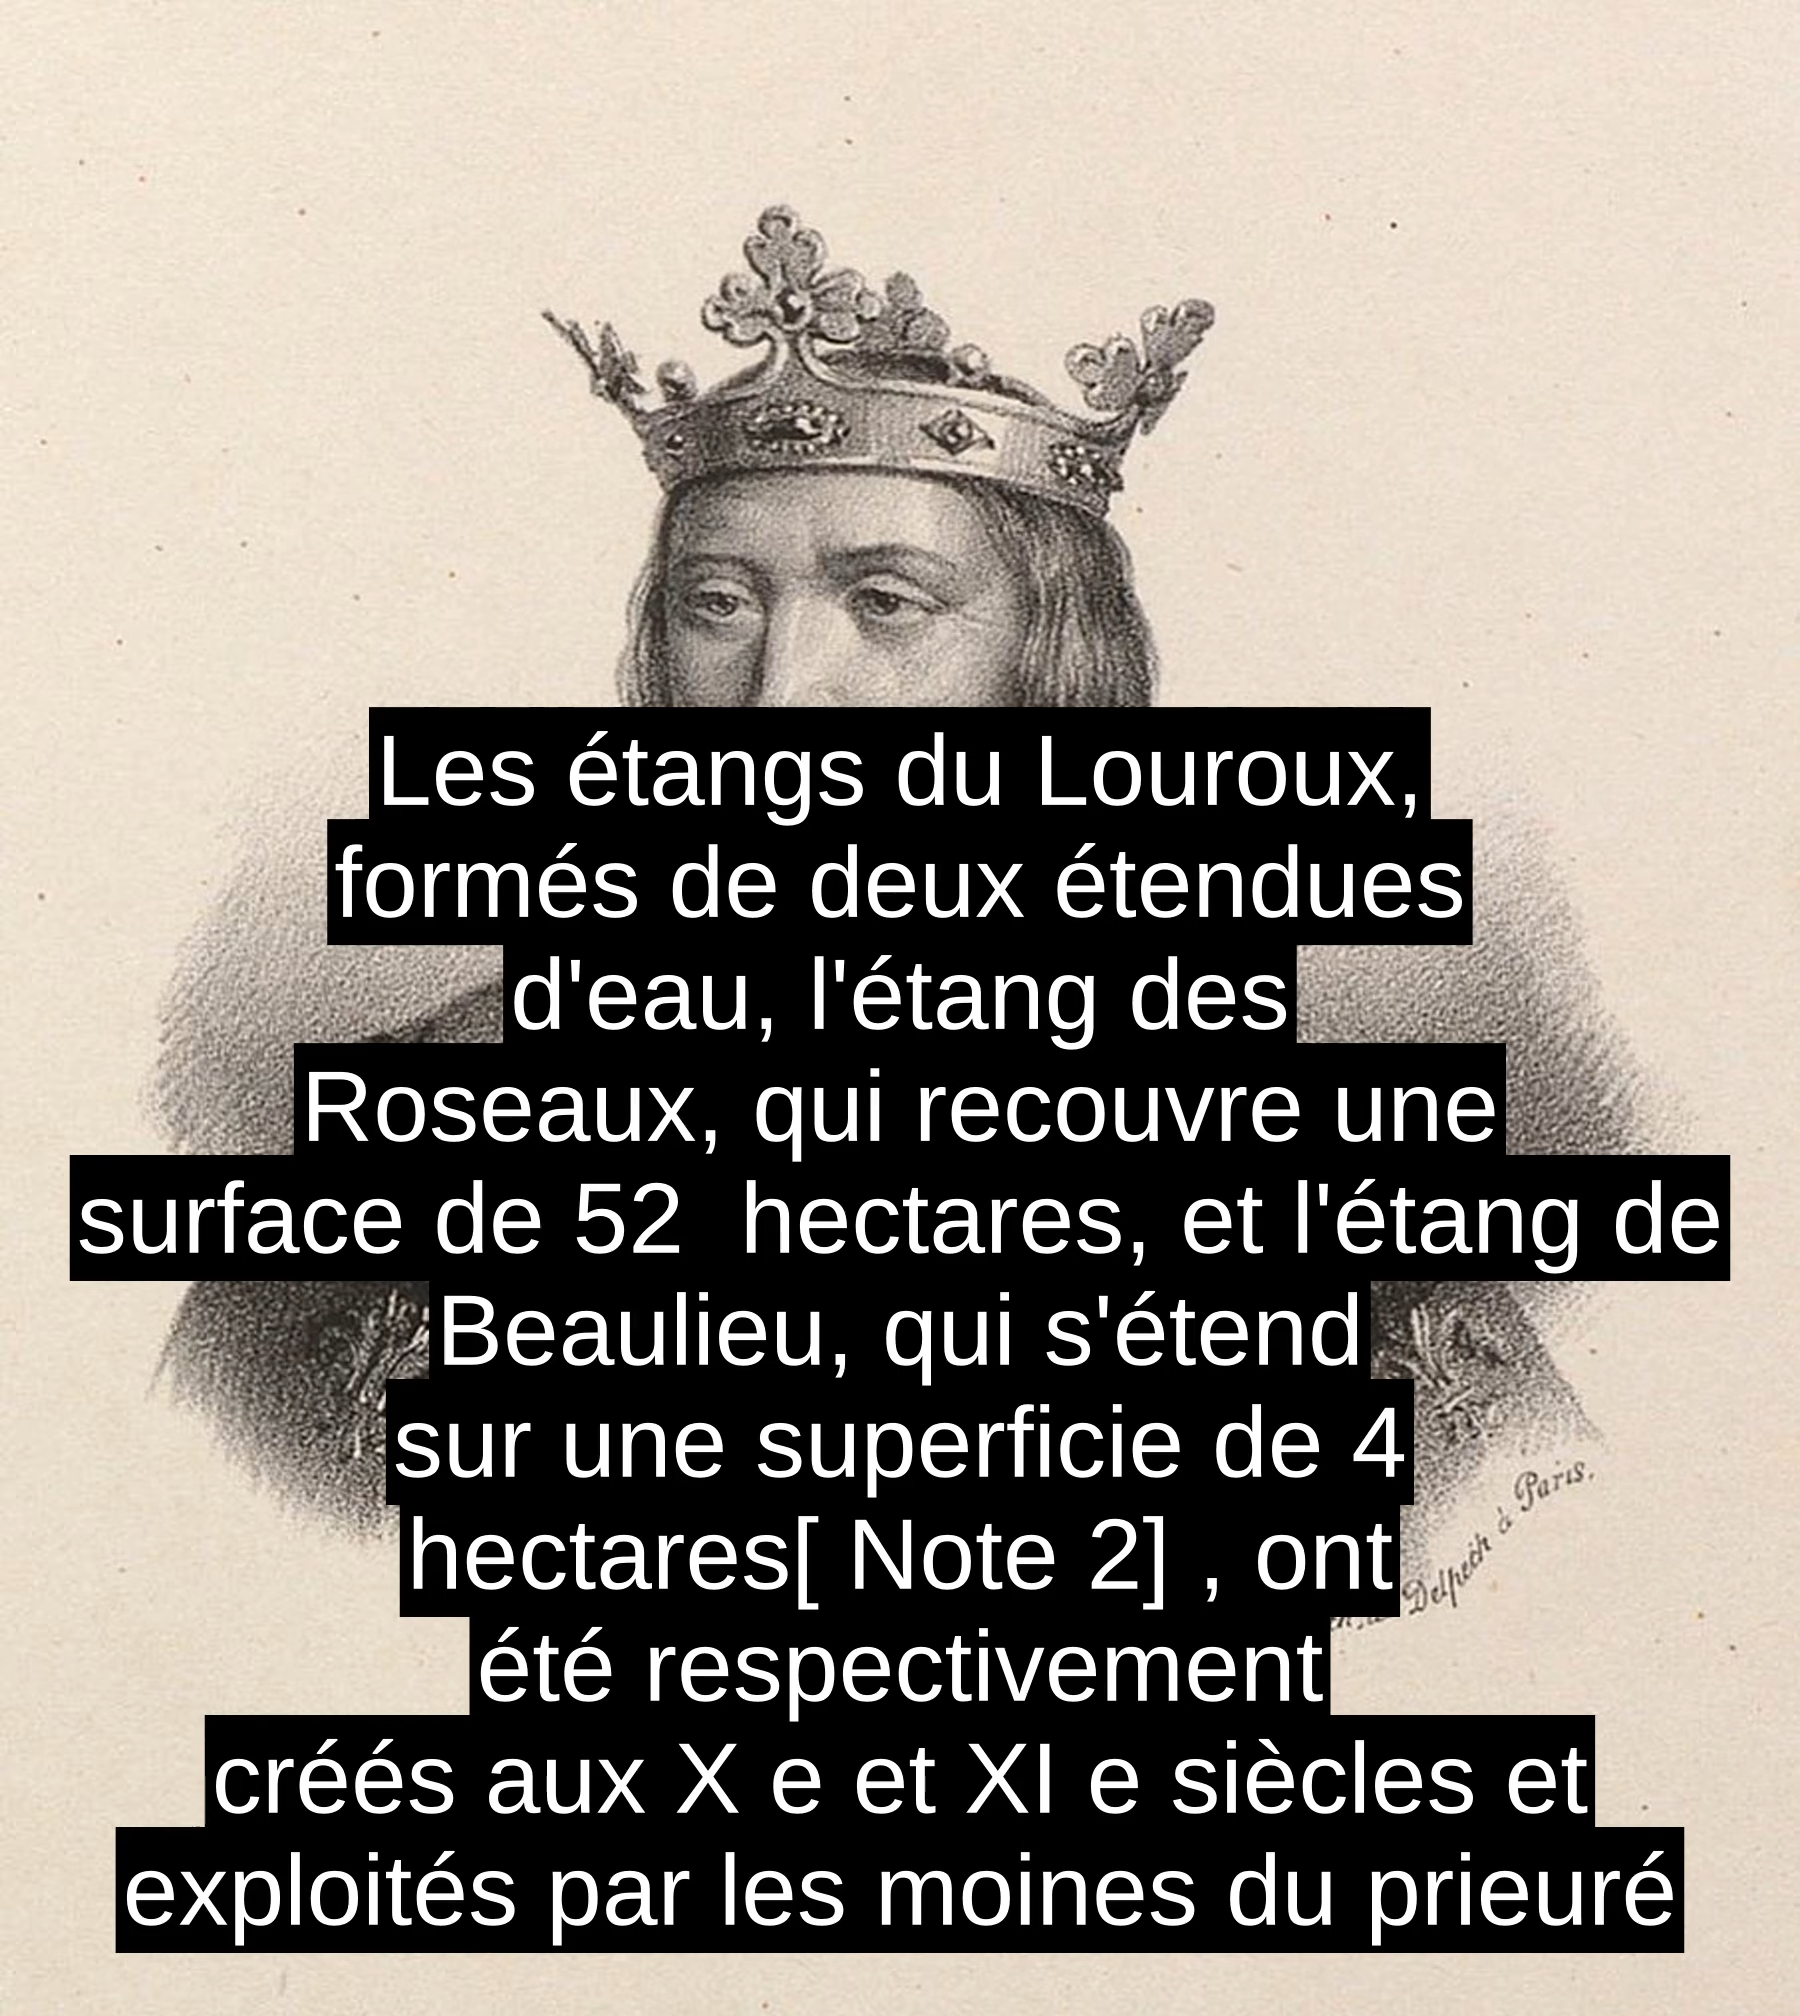 Les étangs du Louroux,
formés de deux étendues
d'eau, l'étang des
Roseaux, qui recouvre une
surface de 52  hectares, et l'étang de
Beaulieu, qui s'étend
sur une superficie de 4
hectares[ Note 2] , ont
été respectivement
créés aux X e et XI e siècles et
exploités par les moines du prieuré
Delpech à Paris.